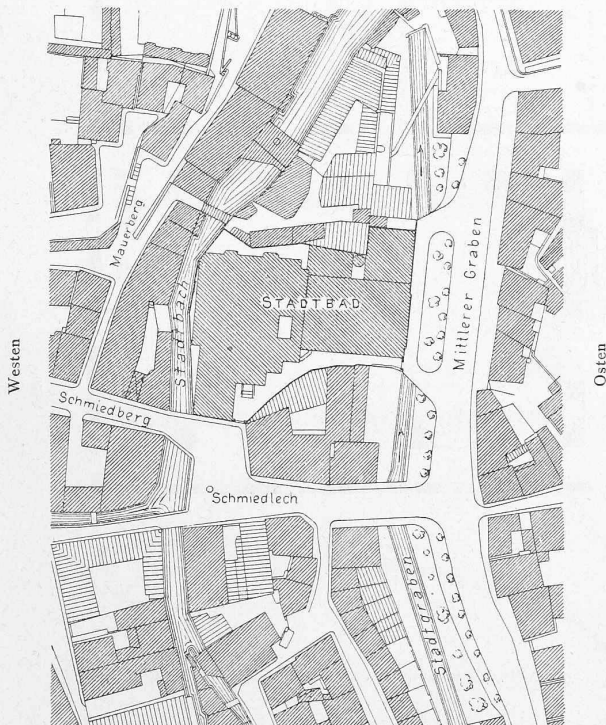 Mauerberg
Mittlerer Graben
STADTBAD
Stadtbach
Westen
Osten
Schmiedberg
Schmiedlech
Stadtgraben